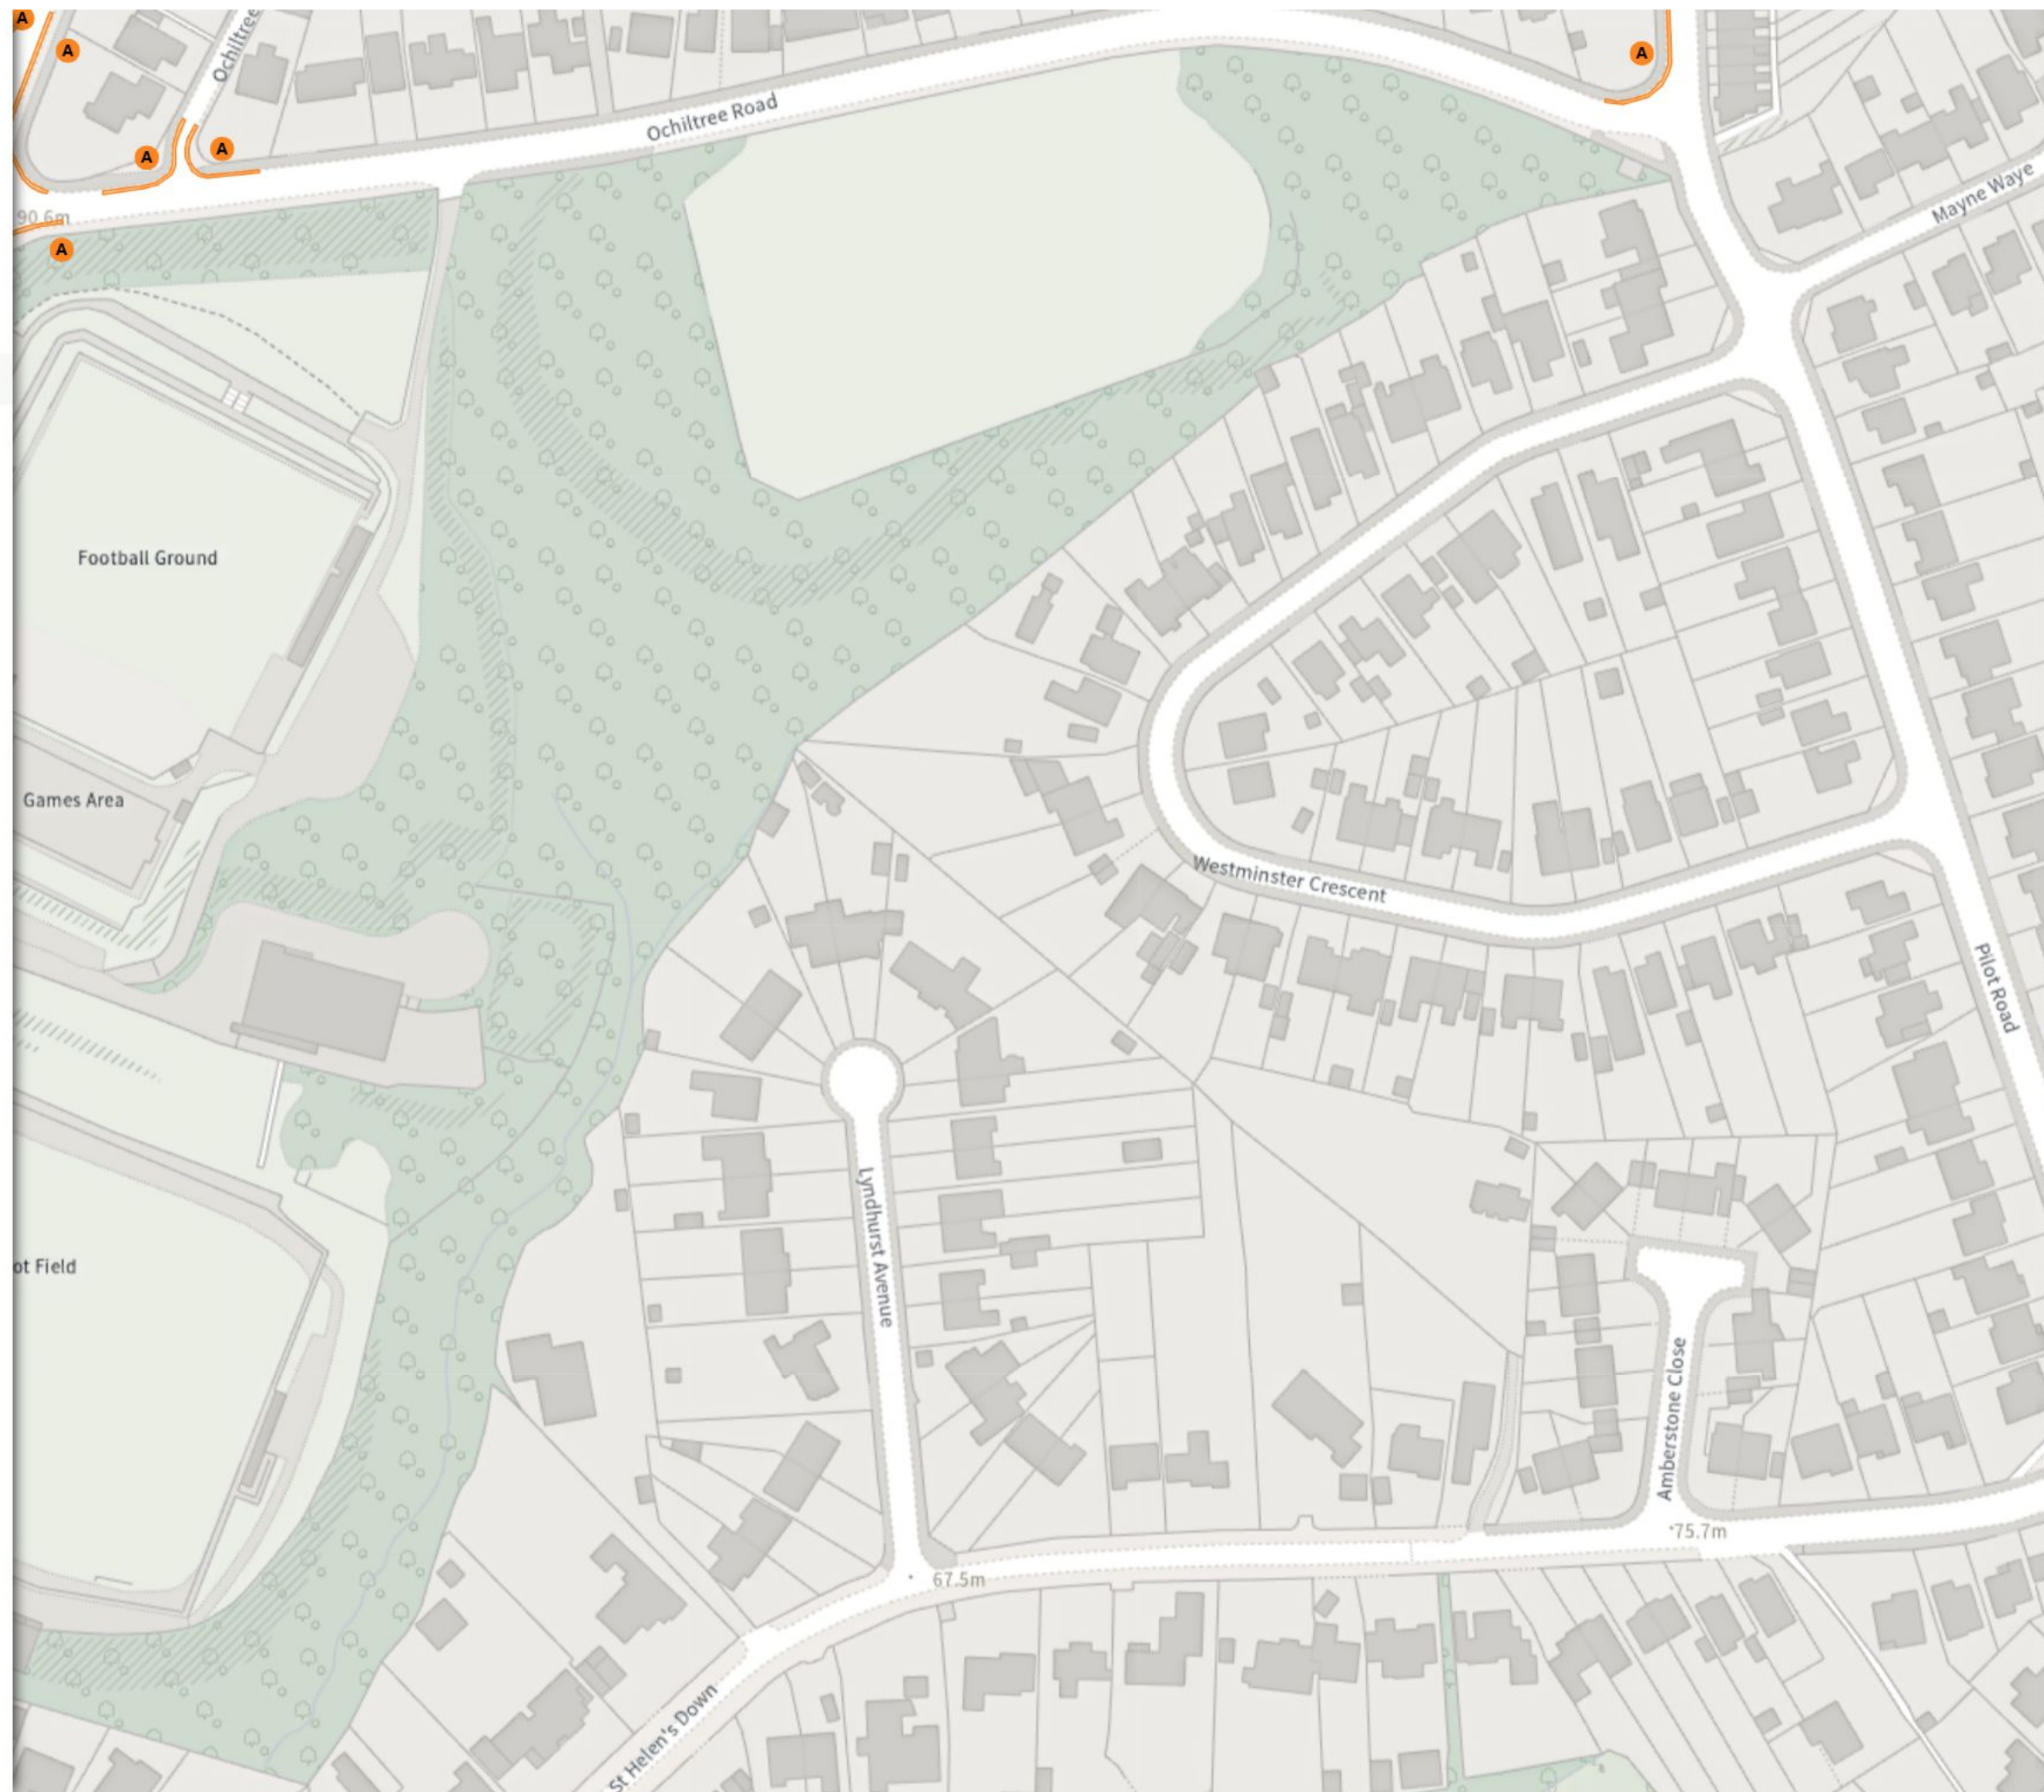 A
A
Ochiltree
A
A
A
Ochiltree Road
Mayne Waye
90.6m
A
Football Ground
Games Area
Westminster Crescent
Pilot Road
Lyndhurst Avenue
ot Field
Amberstone Close
75.7m
67.5m
St Helen's Down